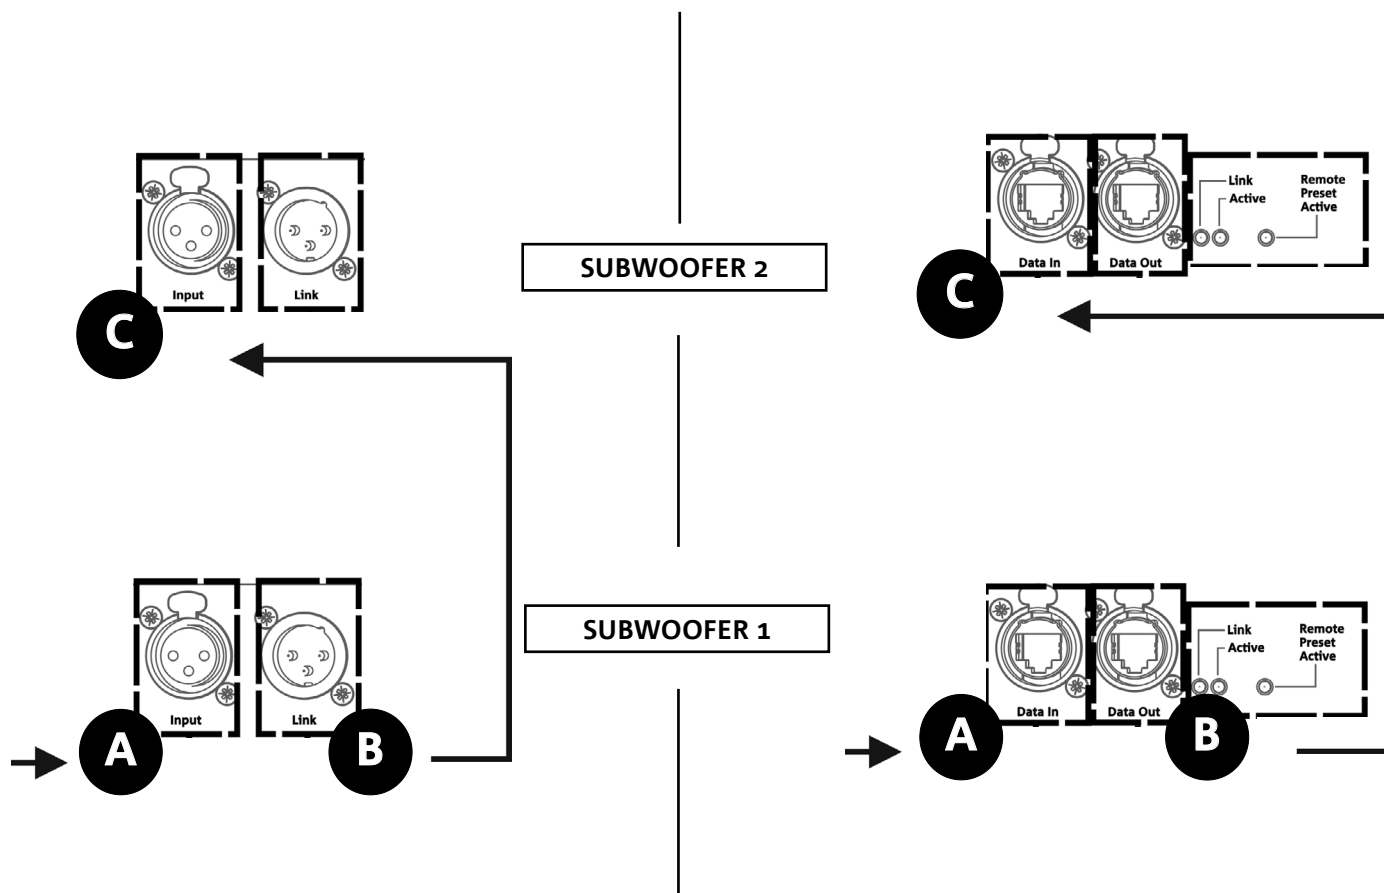 Input
Link
C
SUBWOOFER 2
Link
Active
Remote
Preset
Active
Data In
Data Out
C
Input
Link
A
B
SUBWOOFER 1
Link
Active
Remote
Preset
Active
Data In
Data Out
A
B